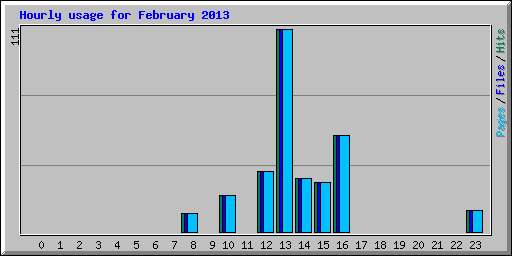 Hourly usage for February 2013
111
Pages/Files/Hits
0 1 2 3 4 5 6 7 8 9 10 11 12 13 14 15 16 17 18 19 20 21 22 23